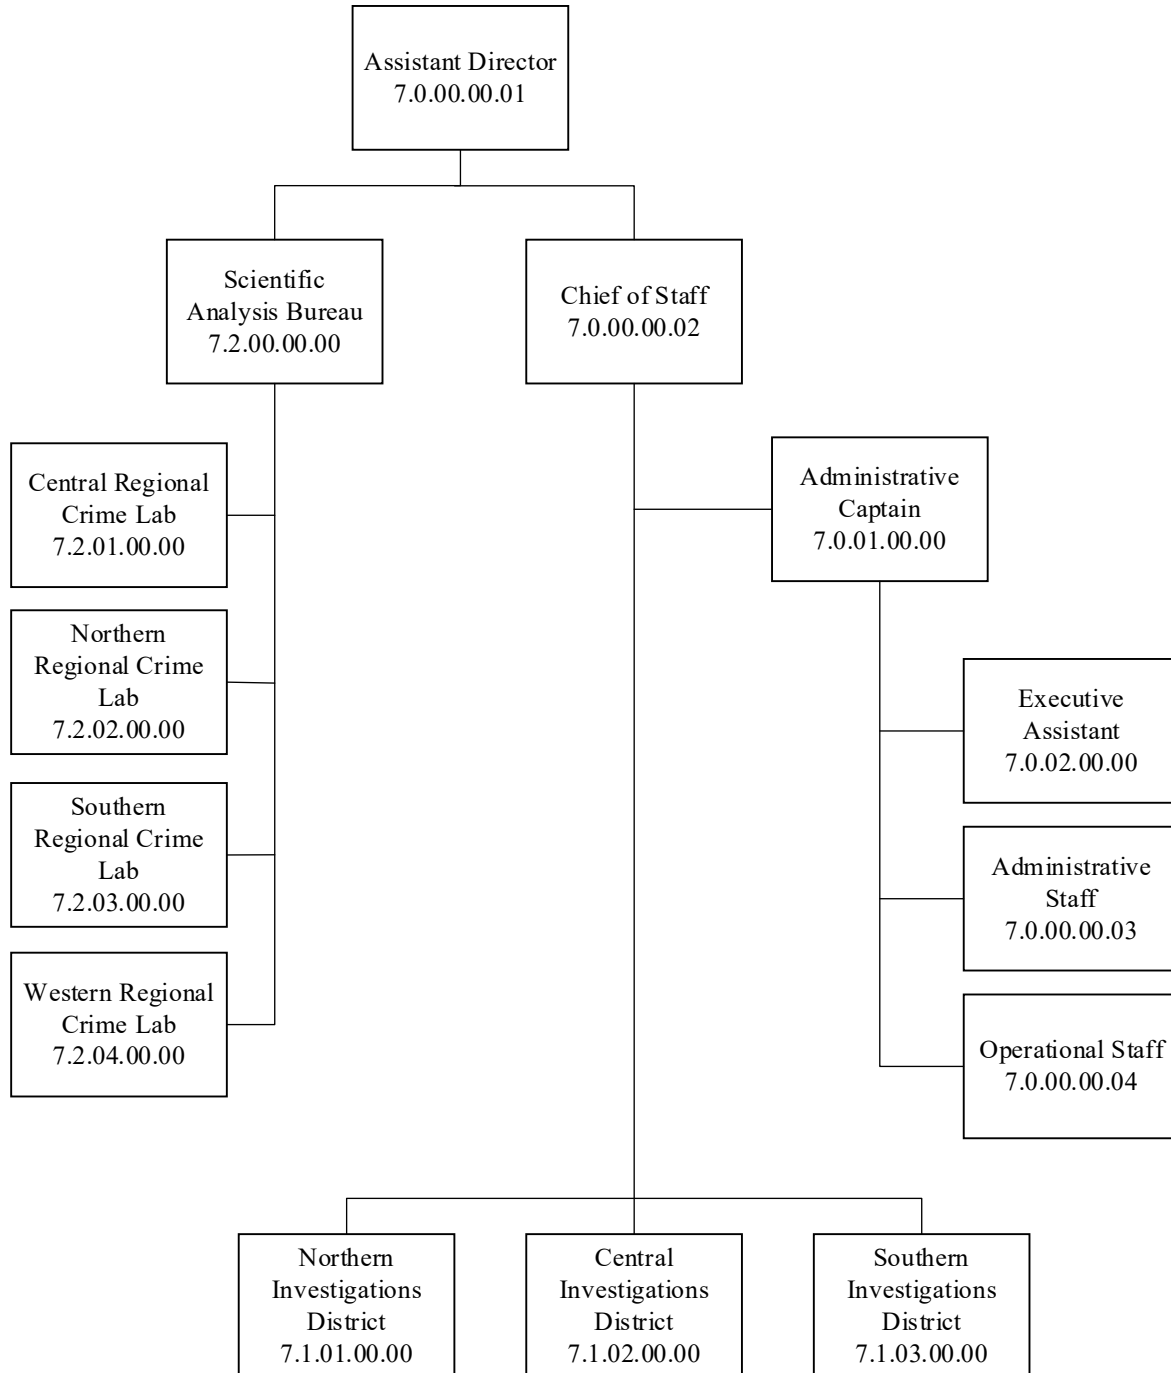 Assistant Director
7.0.00.00.01
Scientific
Analysis Bureau
7.2.00.00.00
Chief of Staff
7.0.00.00.02
Central Regional
Crime Lab
7.2.01.00.00
Administrative
Captain
7.0.01.00.00
Northern
Regional Crime
Lab
7.2.02.00.00
Executive
Assistant
7.0.02.00.00
Southern
Regional Crime
Lab
7.2.03.00.00
Administrative
Staff
7.0.00.00.03
Western Regional
Crime Lab
7.2.04.00.00
Operational Staff
7.0.00.00.04
Northern
Investigations
District
7.1.01.00.00
Central
Investigations
District
7.1.02.00.00
Southern
Investigations
District
7.1.03.00.00